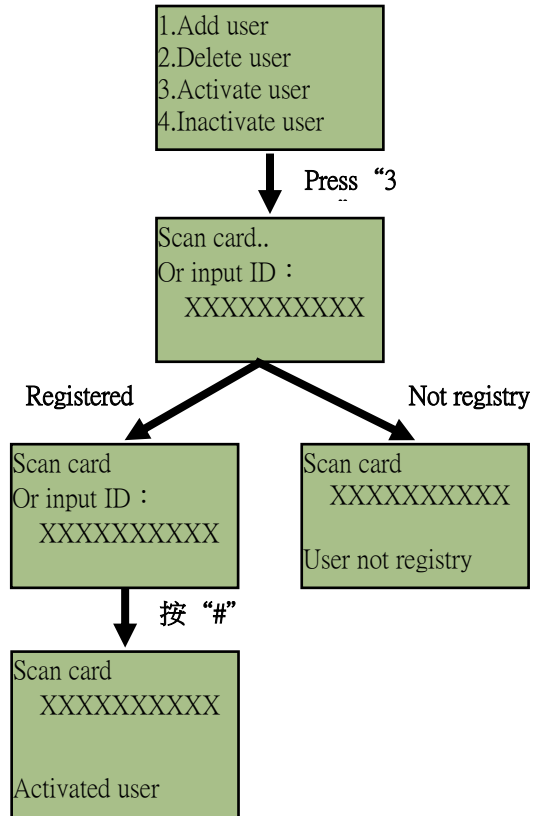 1.Add user
2.Delete user
3.Activate user
4.Inactivate user
Press “3
”
Scan card..
Or input ID：
XXXXXXXXXX
Registered
Not registry
Scan card
Or input ID：
XXXXXXXXXX
Scan card
XXXXXXXXXX
User not registry
按 “#”
Scan card
XXXXXXXXXX
Activated user